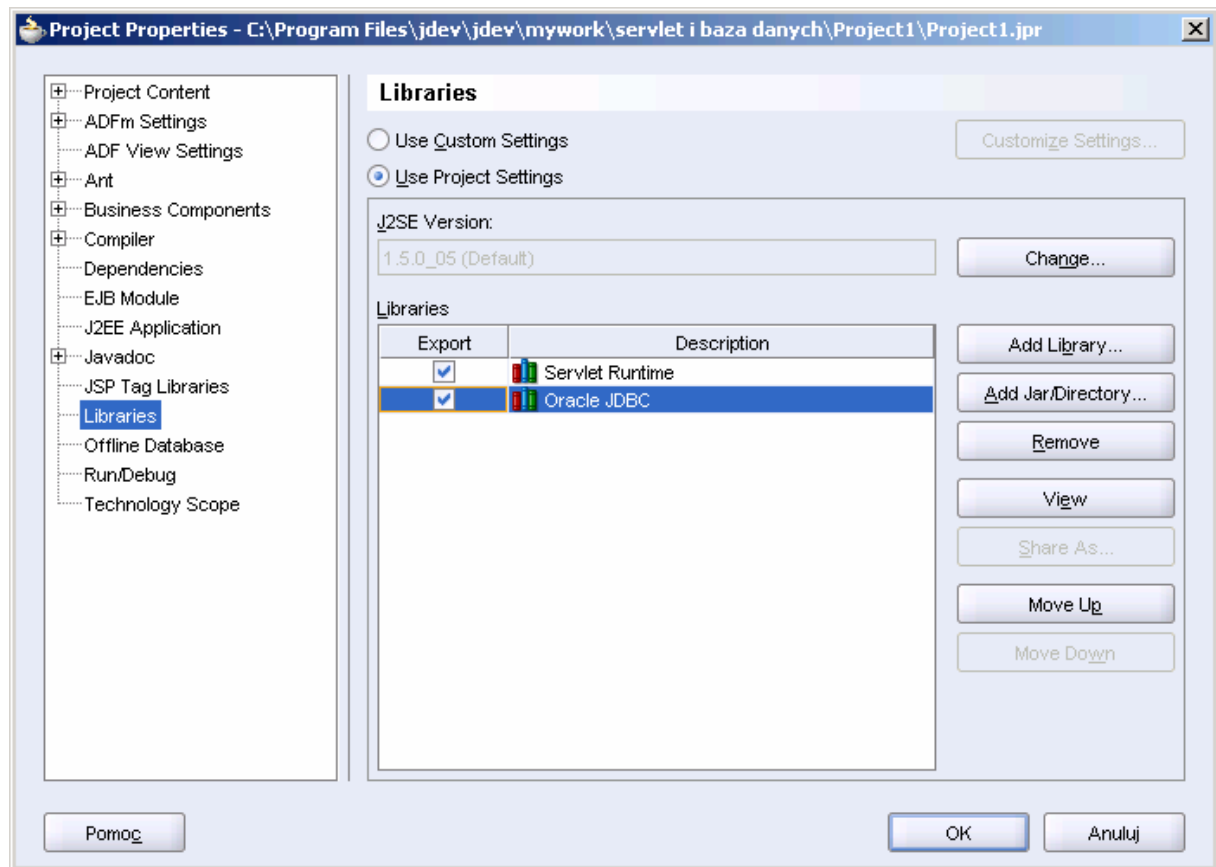 Project Properties - C:\Program Files\jdev\jdev\mywork\servlet i baza danych\Project1\Project1.jpr
Project Content
ADFm Settings
ADF View Settings
Ant
Business Components
Compiler
Dependencies
EJB Module
J2EE Application
Javadoc
JSP Tag Libraries
Libraries
Offline Database
Run/Debug
Technology Scope
Libraries
Use Custom Settings
Customize Settings...
Use Project Settings
J2SE Version:
1.5.0_05 (Default)
Change...
Libraries
Export Description
Servlet Runtime
Oracle JDBC
Add Library...
Add Jar/Directory...
Remove
View
Share As...
Move Up
Move Down
Pomoc
OK
Anuluj